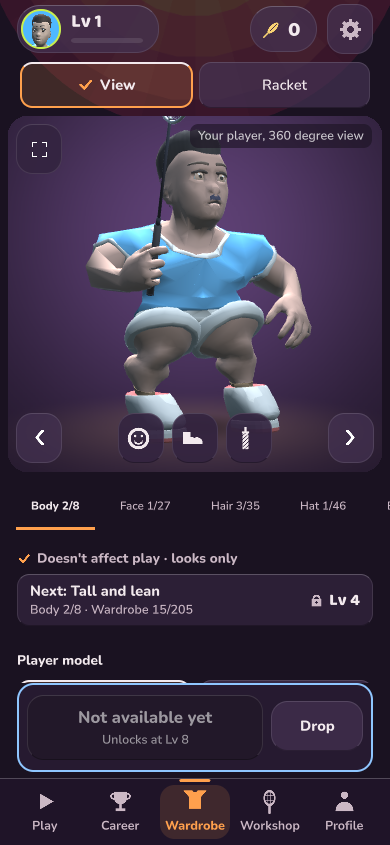 Lv 1
0
View
Racket
Your player, 360 degree view
Body 2/8
Face 1/27
Hair 3/35
Hat 1/46
Doesn't affect play · looks only
Next: Tall and lean
Body 2/8 · Wardrobe 15/205
Lv 4
Player model
Not available yet
Unlocks at Lv 8
Drop
Play
Career
Wardrobe
Workshop
Profile